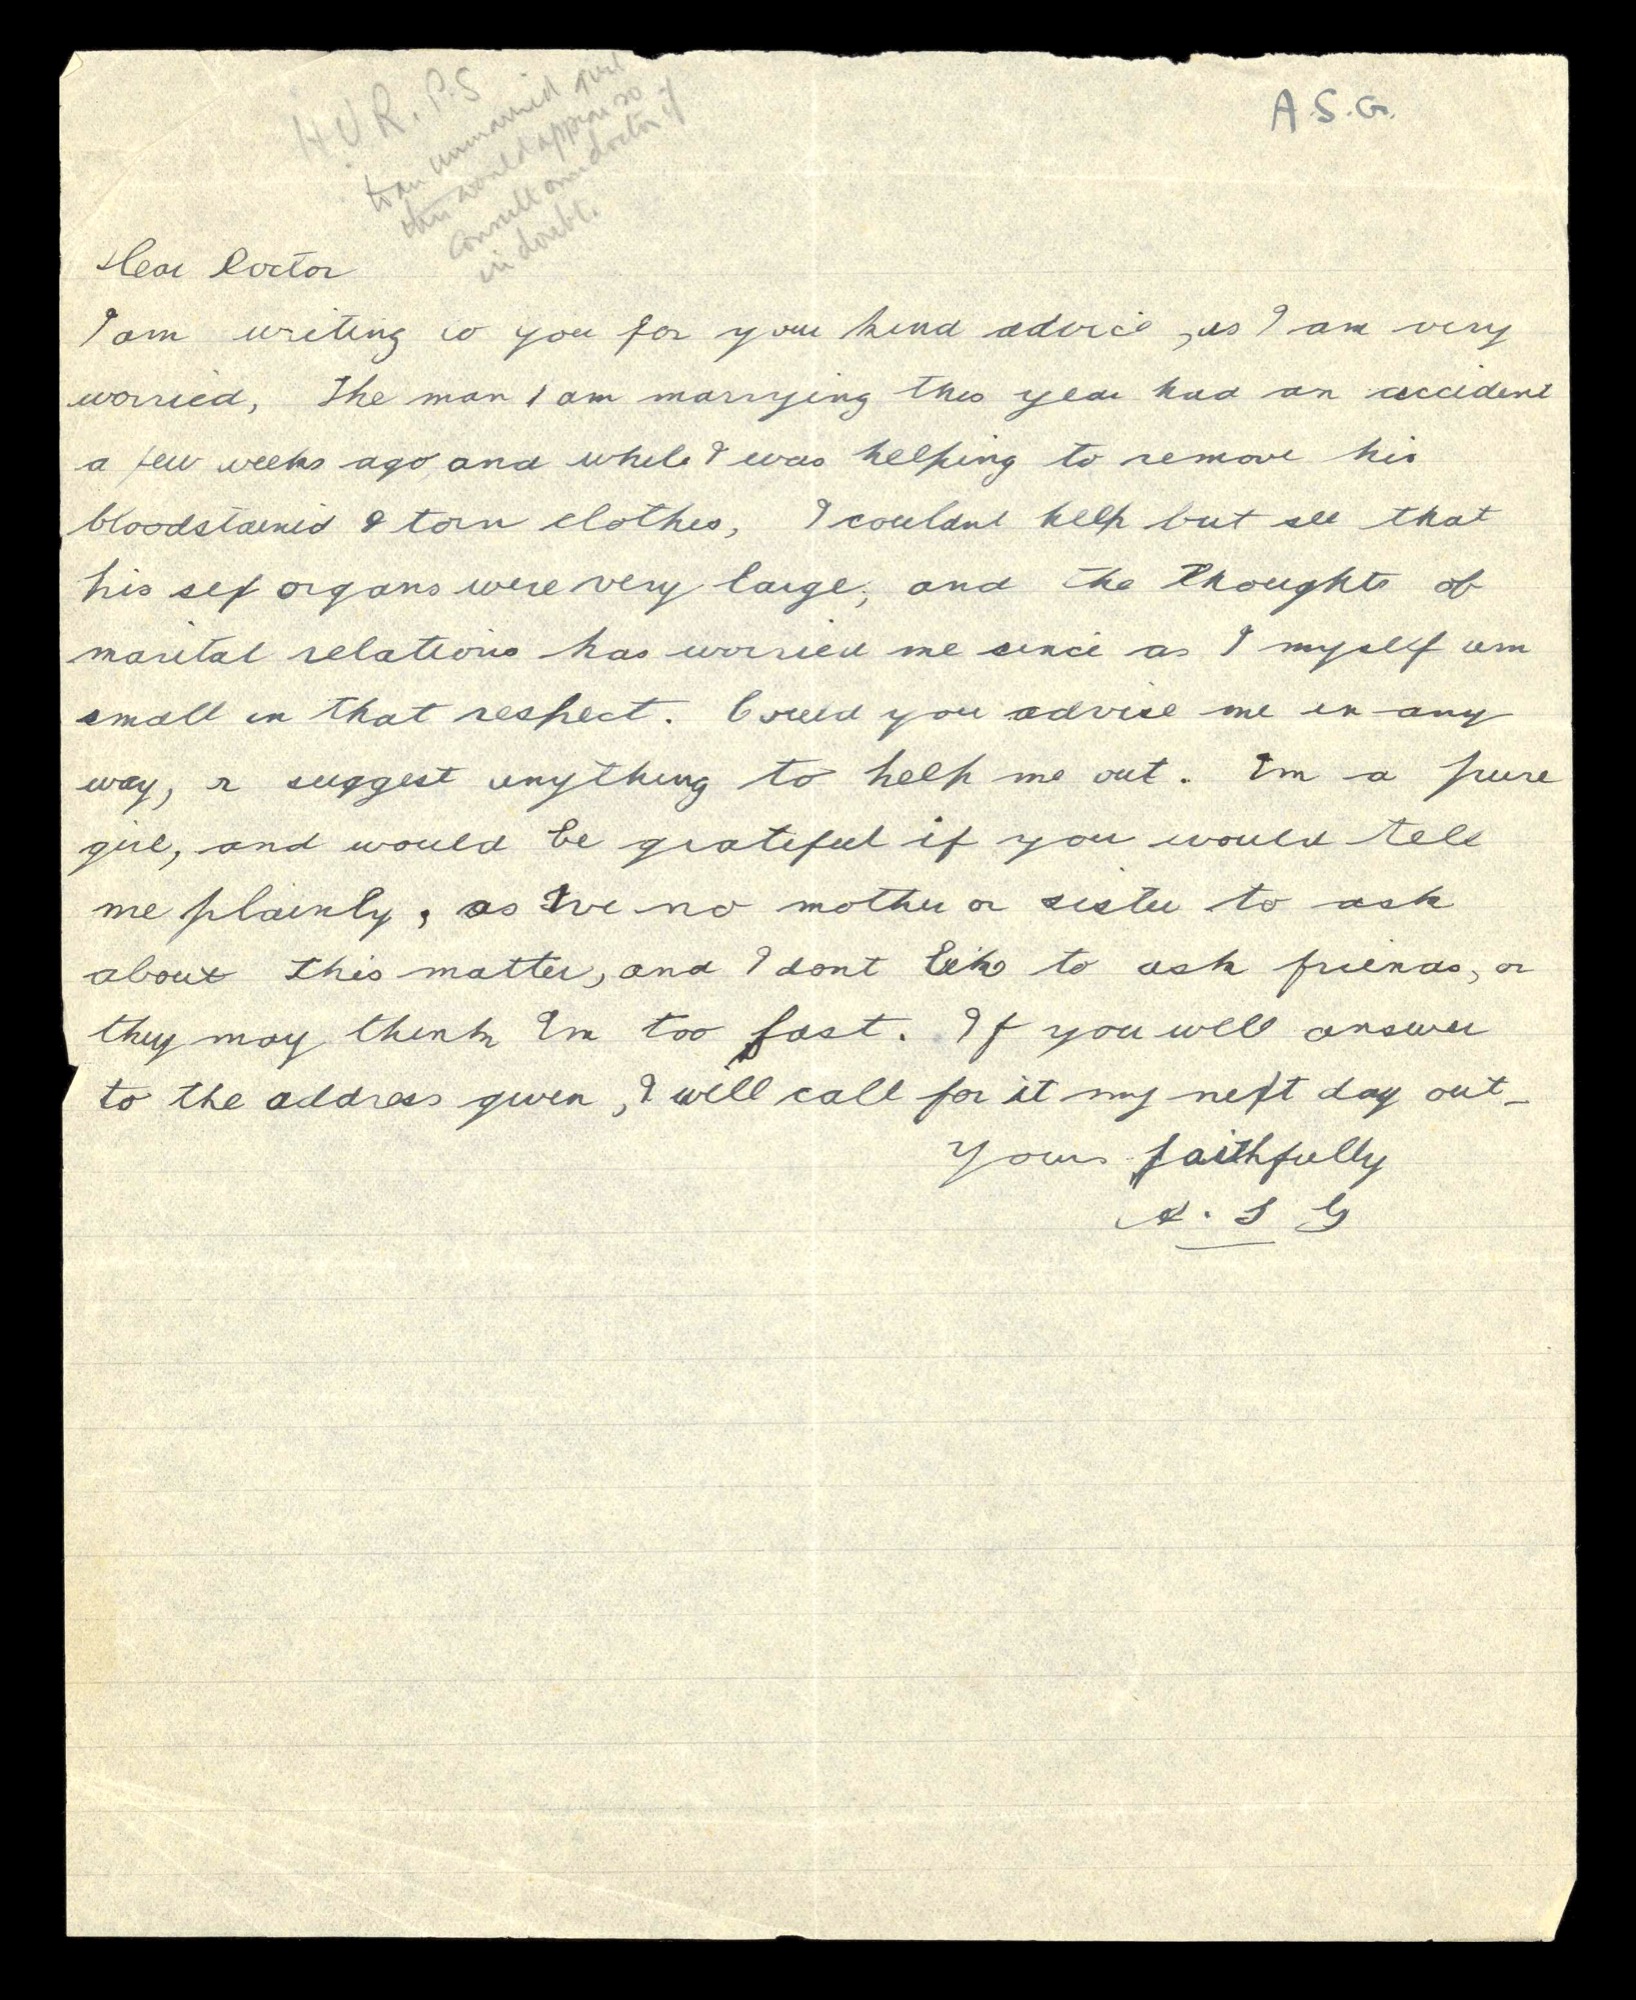 H.U.R. P.S
to an unmarried girl
this would appear so
consult own doctor if
in doubt.
A.S.G.
Dear Doctor
I am writing to you for your kind advice, as I am very
worried, The man I am marrying this year had an accident
a few weeks ago and while I was helping to remove his
bloodstained & torn clothes, I couldnt help but see that
his sex organs were very large, and the thoughts of
marital relations has worried me since as I myself am
small in that respect. Could you advise me in any
way, r suggest anything to help me out. Im a pure
girl, and would be grateful if you would tell
me plainly, as Ive no mother or sister to ask
about this matter, and I dont like to ask friends, or
they may think Im too fast. If you will answer
to the address given, I will call for it my next day out_
Yours faithfully
A. S G